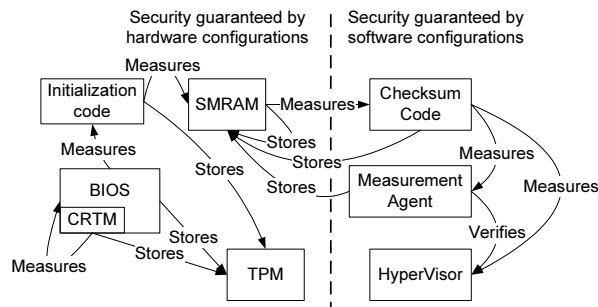 Security guaranteed by
hardware configurations
Security guaranteed by
software configurations
Measures
Initialization
code
SMRAM
Measures
Checksum
Code
Stores
Stores
Measures
Stores
Stores
Measures
Measurement
Agent
Measures
BIOS
CRTM
Stores
Stores
Verifies
Measures
TPM
HyperVisor